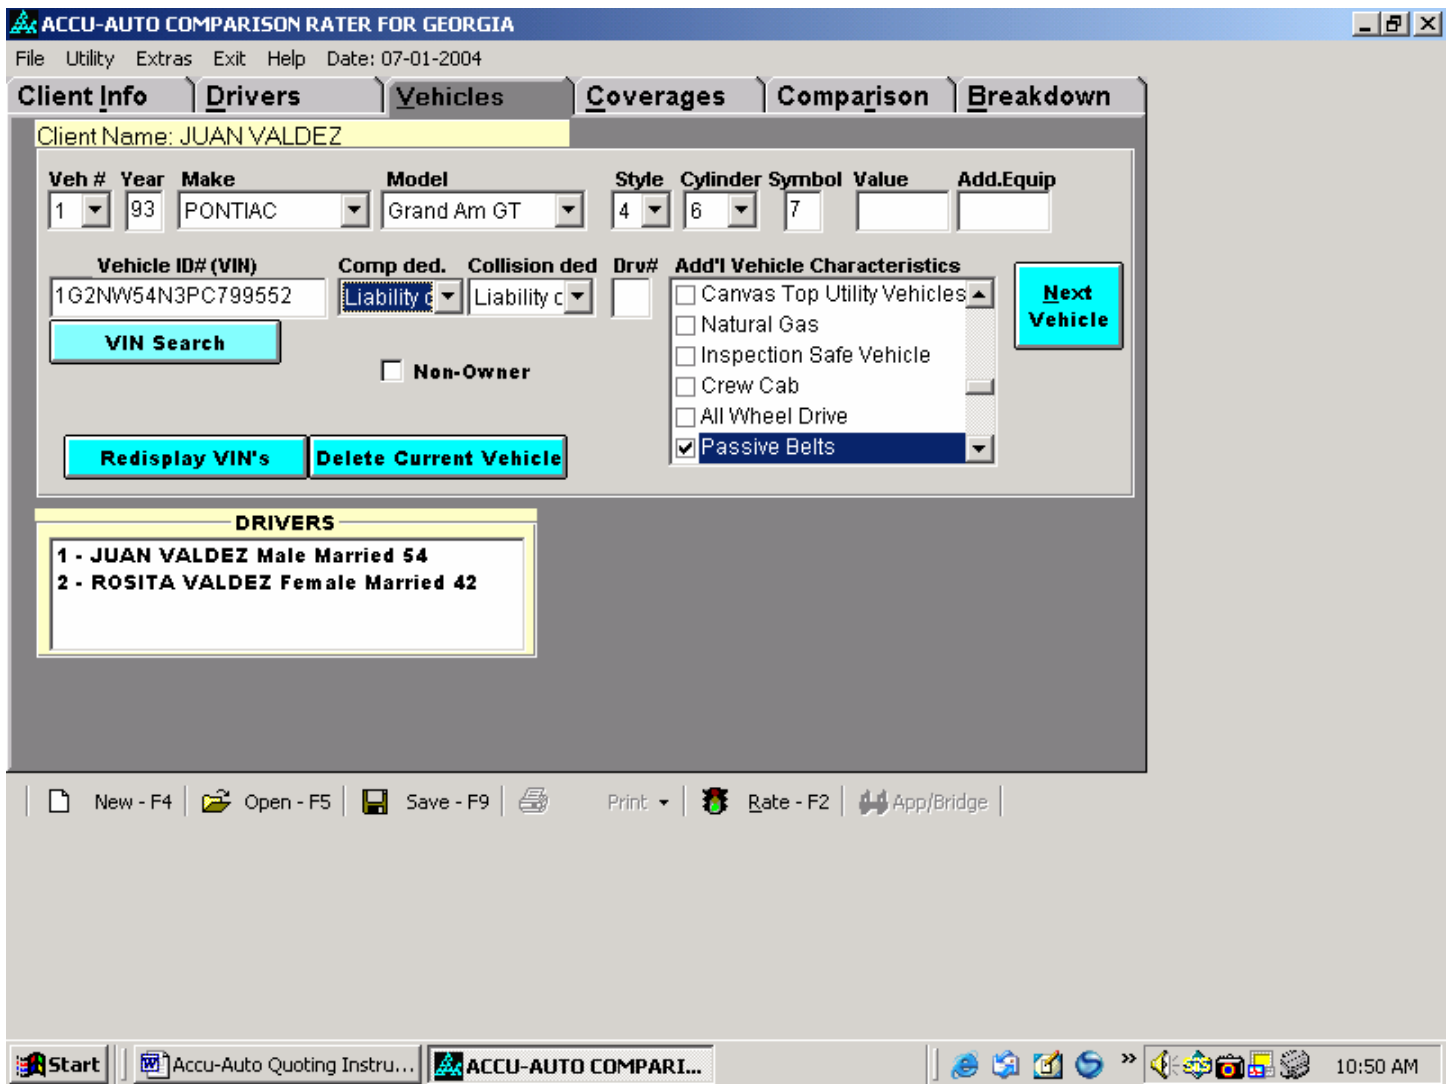 ACCU-AUTO COMPARISON RATER FOR GEORGIA
File Utility Extras Exit Help Date: 07-01-2004
Client Info Drivers Vehicles Coverages Comparison Breakdown
Client Name: JUAN VALDEZ
Veh # Year Make Model Style Cylinder Symbol Value Add.Equip
1 93 PONTIAC Grand Am GT 4 6 7
Vehicle ID# (VIN) Comp ded. Collision ded Drv# Add'l Vehicle Characteristics
1G2NW54N3PC799552 Liability c Liability c
Canvas Top Utility Vehicles
Natural Gas
Inspection Safe Vehicle
Crew Cab
All Wheel Drive
Passive Belts
Next
Vehicle
VIN Search
Non-Owner
Redisplay VIN's Delete Current Vehicle
DRIVERS
1 - JUAN VALDEZ Male Married 54
2 - ROSITA VALDEZ Female Married 42
New - F4 Open - F5 Save - F9 Print Rate - F2 App/Bridge
Start Accu-Auto Quoting Instru... ACCU-AUTO COMPARI... 10:50 AM